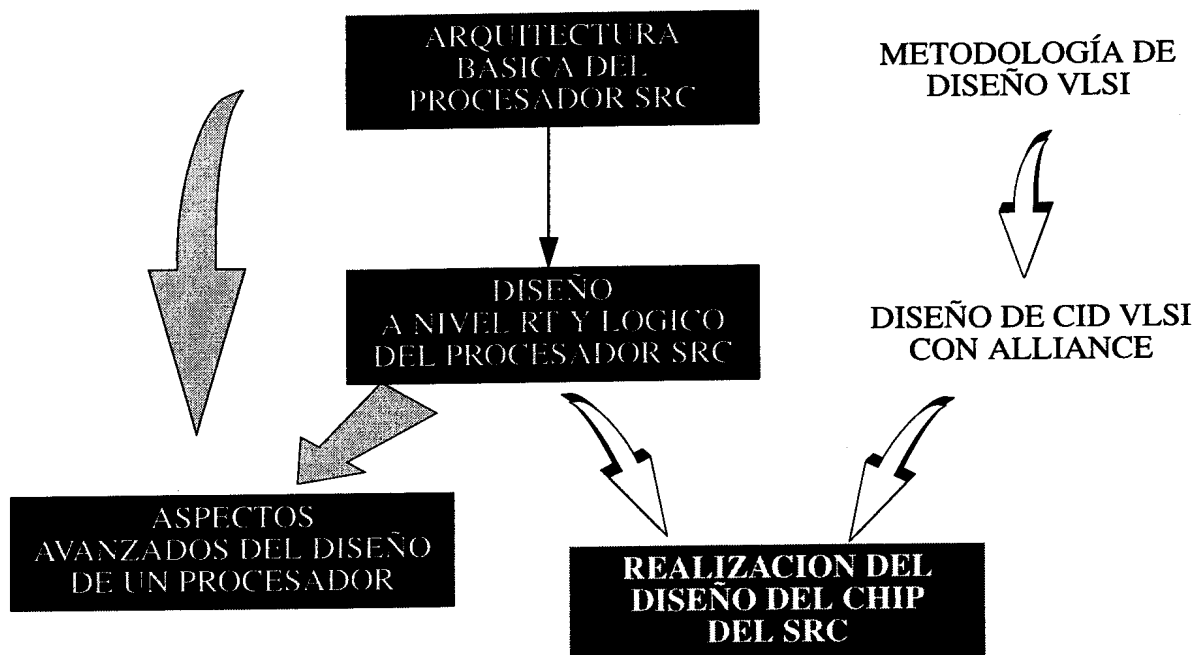 ARQUITECTURA
BASICA DEL
PROCESADOR SRC
METODOLOGÍA DE
DISEÑO VLSI
DISEÑO
A NIVEL RT Y LOGICO
DEL PROCESADOR SRC
DISEÑO DE CID VLSI
CON ALLIANCE
ASPECTOS
AVANZADOS DEL DISEÑO
DE UN PROCESADOR
REALIZACION DEL
DISEÑO DEL CHIP
DEL SRC